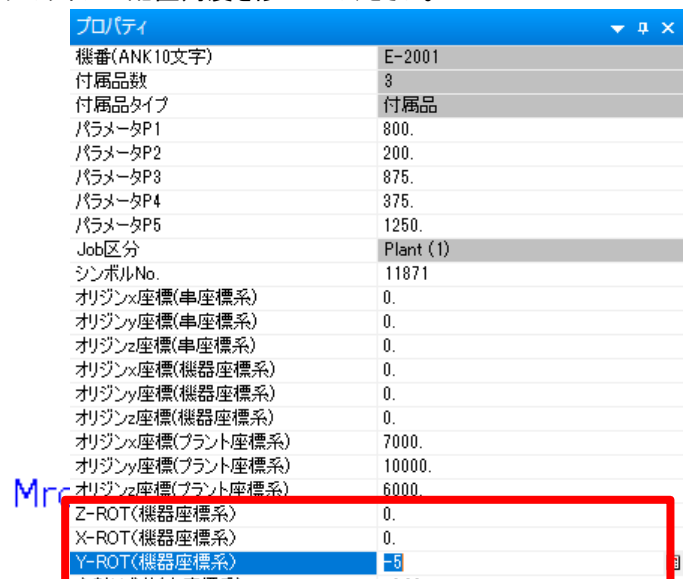 プロパティ
機番(ANK10文字) E-2001
付属品数 3
付属品タイプ 付属品
パラメータP1 800.
パラメータP2 200.
パラメータP3 875.
パラメータP4 375.
パラメータP5 1250.
Job区分 Plant (1)
シンボルNo. 11871
オリジンx座標(串座標系) 0.
オリジンy座標(串座標系) 0.
オリジンz座標(串座標系) 0.
オリジンx座標(機器座標系) 0.
オリジンy座標(機器座標系) 0.
オリジンz座標(機器座標系) 0.
オリジンx座標(プラント座標系) 7000.
オリジンy座標(プラント座標系) 10000.
オリジンz座標(プラント座標系) 6000.
Z-ROT(機器座標系) 0.
X-ROT(機器座標系) 0.
Y-ROT(機器座標系) -5